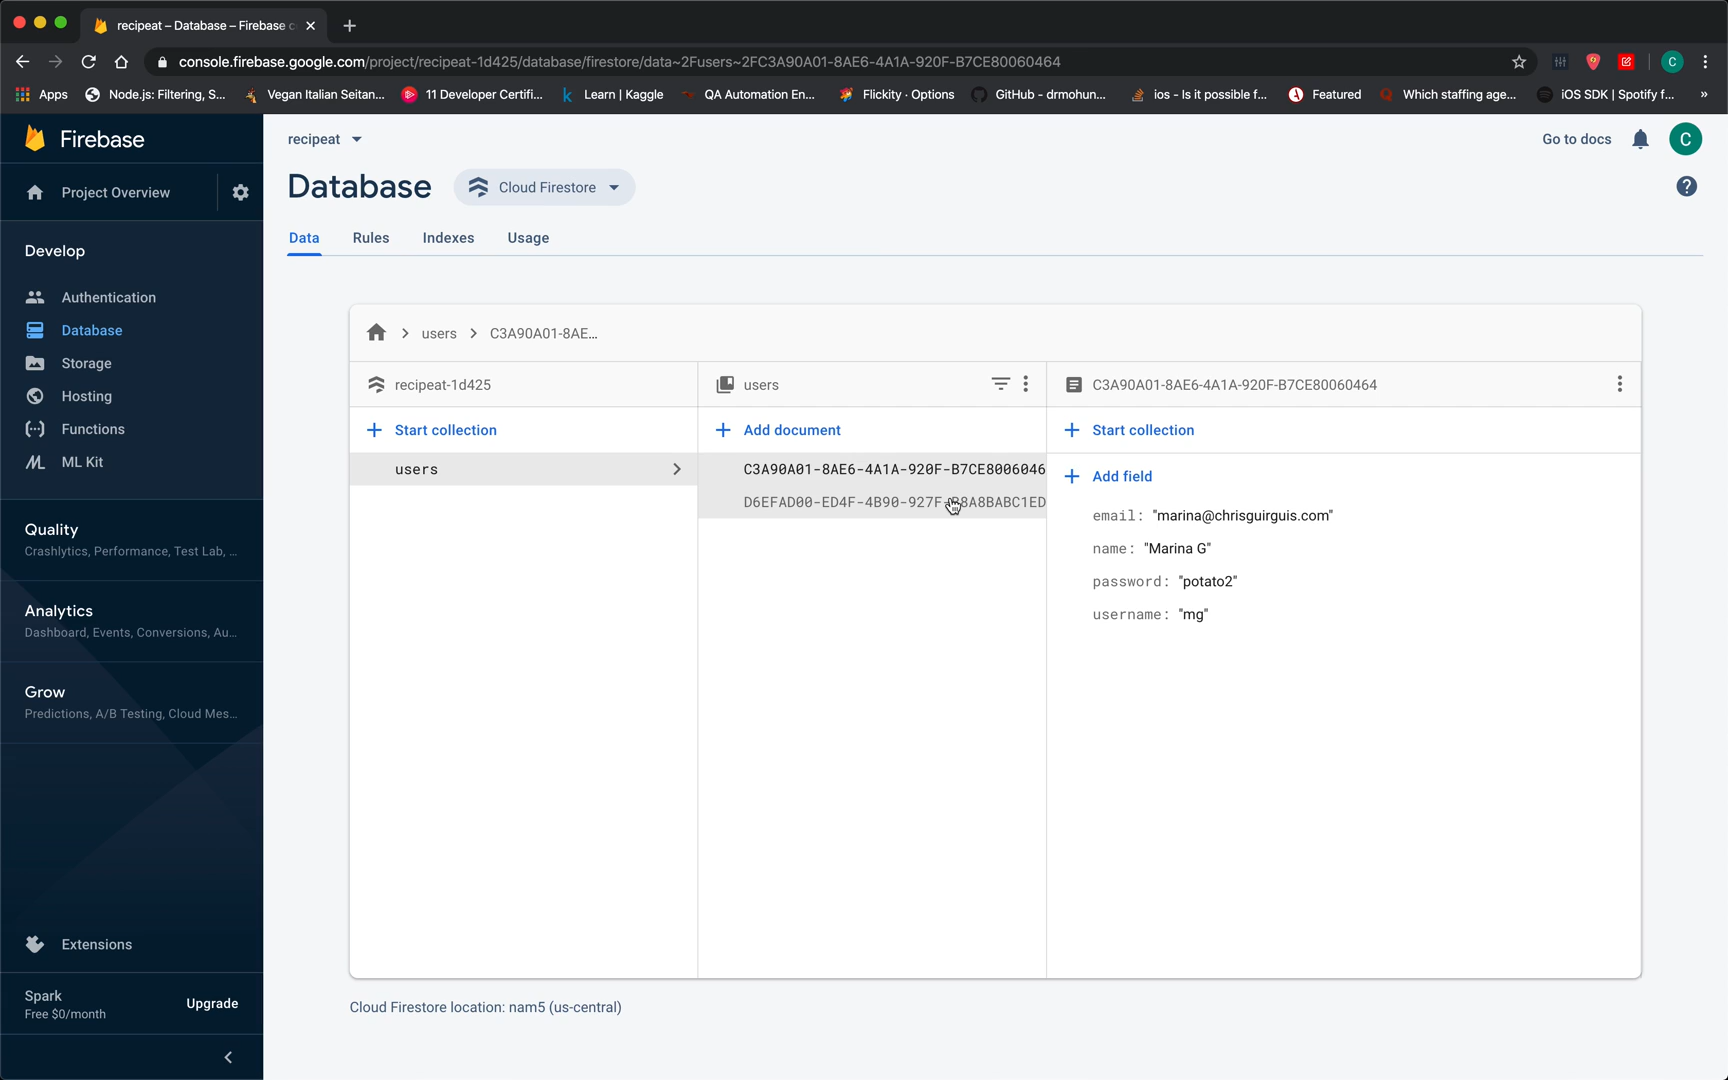 recipeat – Database – Firebase c
console.firebase.google.com/project/recipeat-1d425/database/firestore/data~2Fusers~2FC3A90A01-8AE6-4A1A-920F-B7CE80060464
C
Apps
Node.js: Filtering, S...
Vegan Italian Seitan...
11 Developer Certifi...
Learn | Kaggle
QA Automation En...
Flickity · Options
GitHub - drmohun...
ios - Is it possible f...
Featured
Which staffing age...
iOS SDK | Spotify f...
»
Firebase
recipeat
Go to docs
C
Project Overview
Database
Cloud Firestore
Data
Rules
Indexes
Usage
Develop
Authentication
Database
Storage
Hosting
Functions
ML Kit
Quality
Crashlytics, Performance, Test Lab, ...
Analytics
Dashboard, Events, Conversions, Au...
Grow
Predictions, A/B Testing, Cloud Mes...
Extensions
Spark
Free $0/month
Upgrade
users
C3A90A01-8AE...
recipeat-1d425
Start collection
users
users
Add document
C3A90A01-8AE6-4A1A-920F-B7CE8006046
C3A90A01-8AE6-4A1A-920F-B7CE80060464
Start collection
Add field
email: "marina@chrisguirguis.com"
name: "Marina G"
password: "potato2"
username: "mg"
Cloud Firestore location: nam5 (us-central)